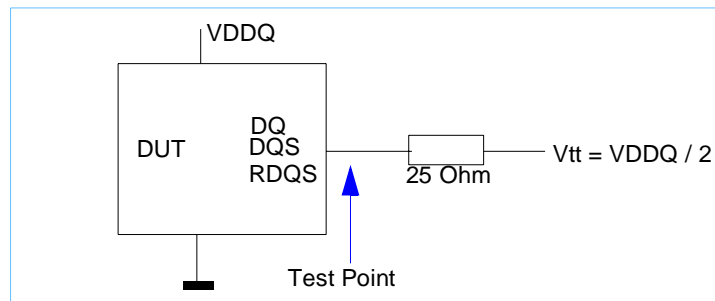 VDDQ
DUT
DQ
DQS
RDQS
25 Ohm
Vtt = VDDQ / 2
Test Point